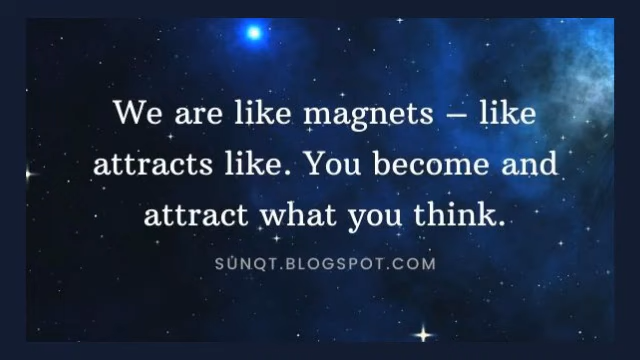 We are like magnets – like
attracts like. You become and
attract what you think.
SUNQT.BLOGSPOT.COM